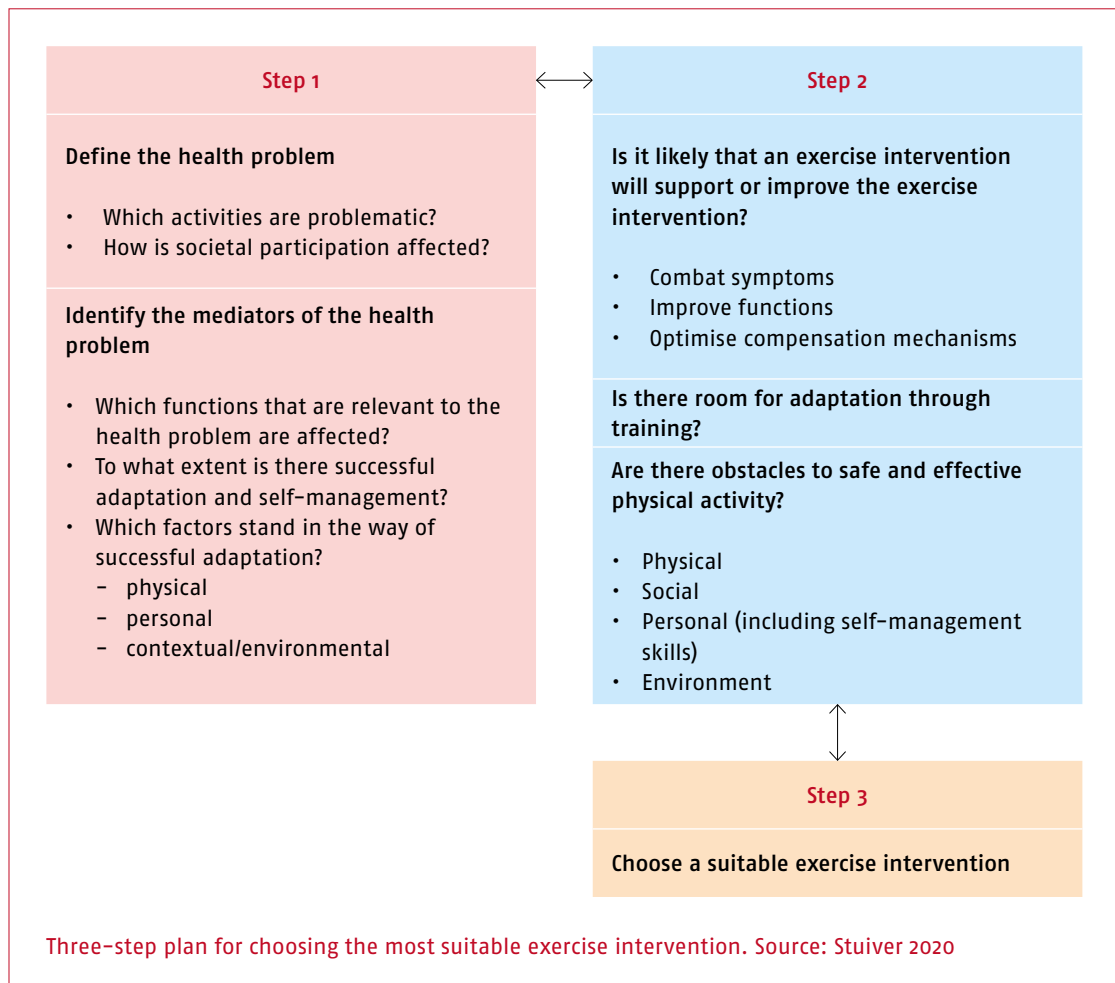 Step 1
Define the health problem
• Which activities are problematic?
• How is societal participation affected?
Identify the mediators of the health
problem
• Which functions that are relevant to the
health problem are affected?
• To what extent is there successful
adaptation and self-management?
• Which factors stand in the way of
successful adaptation?
– physical
– personal
– contextual/environmental
Step 2
Is it likely that an exercise intervention
will support or improve the exercise
intervention?
• Combat symptoms
• Improve functions
• Optimise compensation mechanisms
Is there room for adaptation through
training?
Are there obstacles to safe and effective
physical activity?
• Physical
• Social
• Personal (including self-management
skills)
• Environment
Step 3
Choose a suitable exercise intervention
Three-step plan for choosing the most suitable exercise intervention. Source: Stuiver 2020